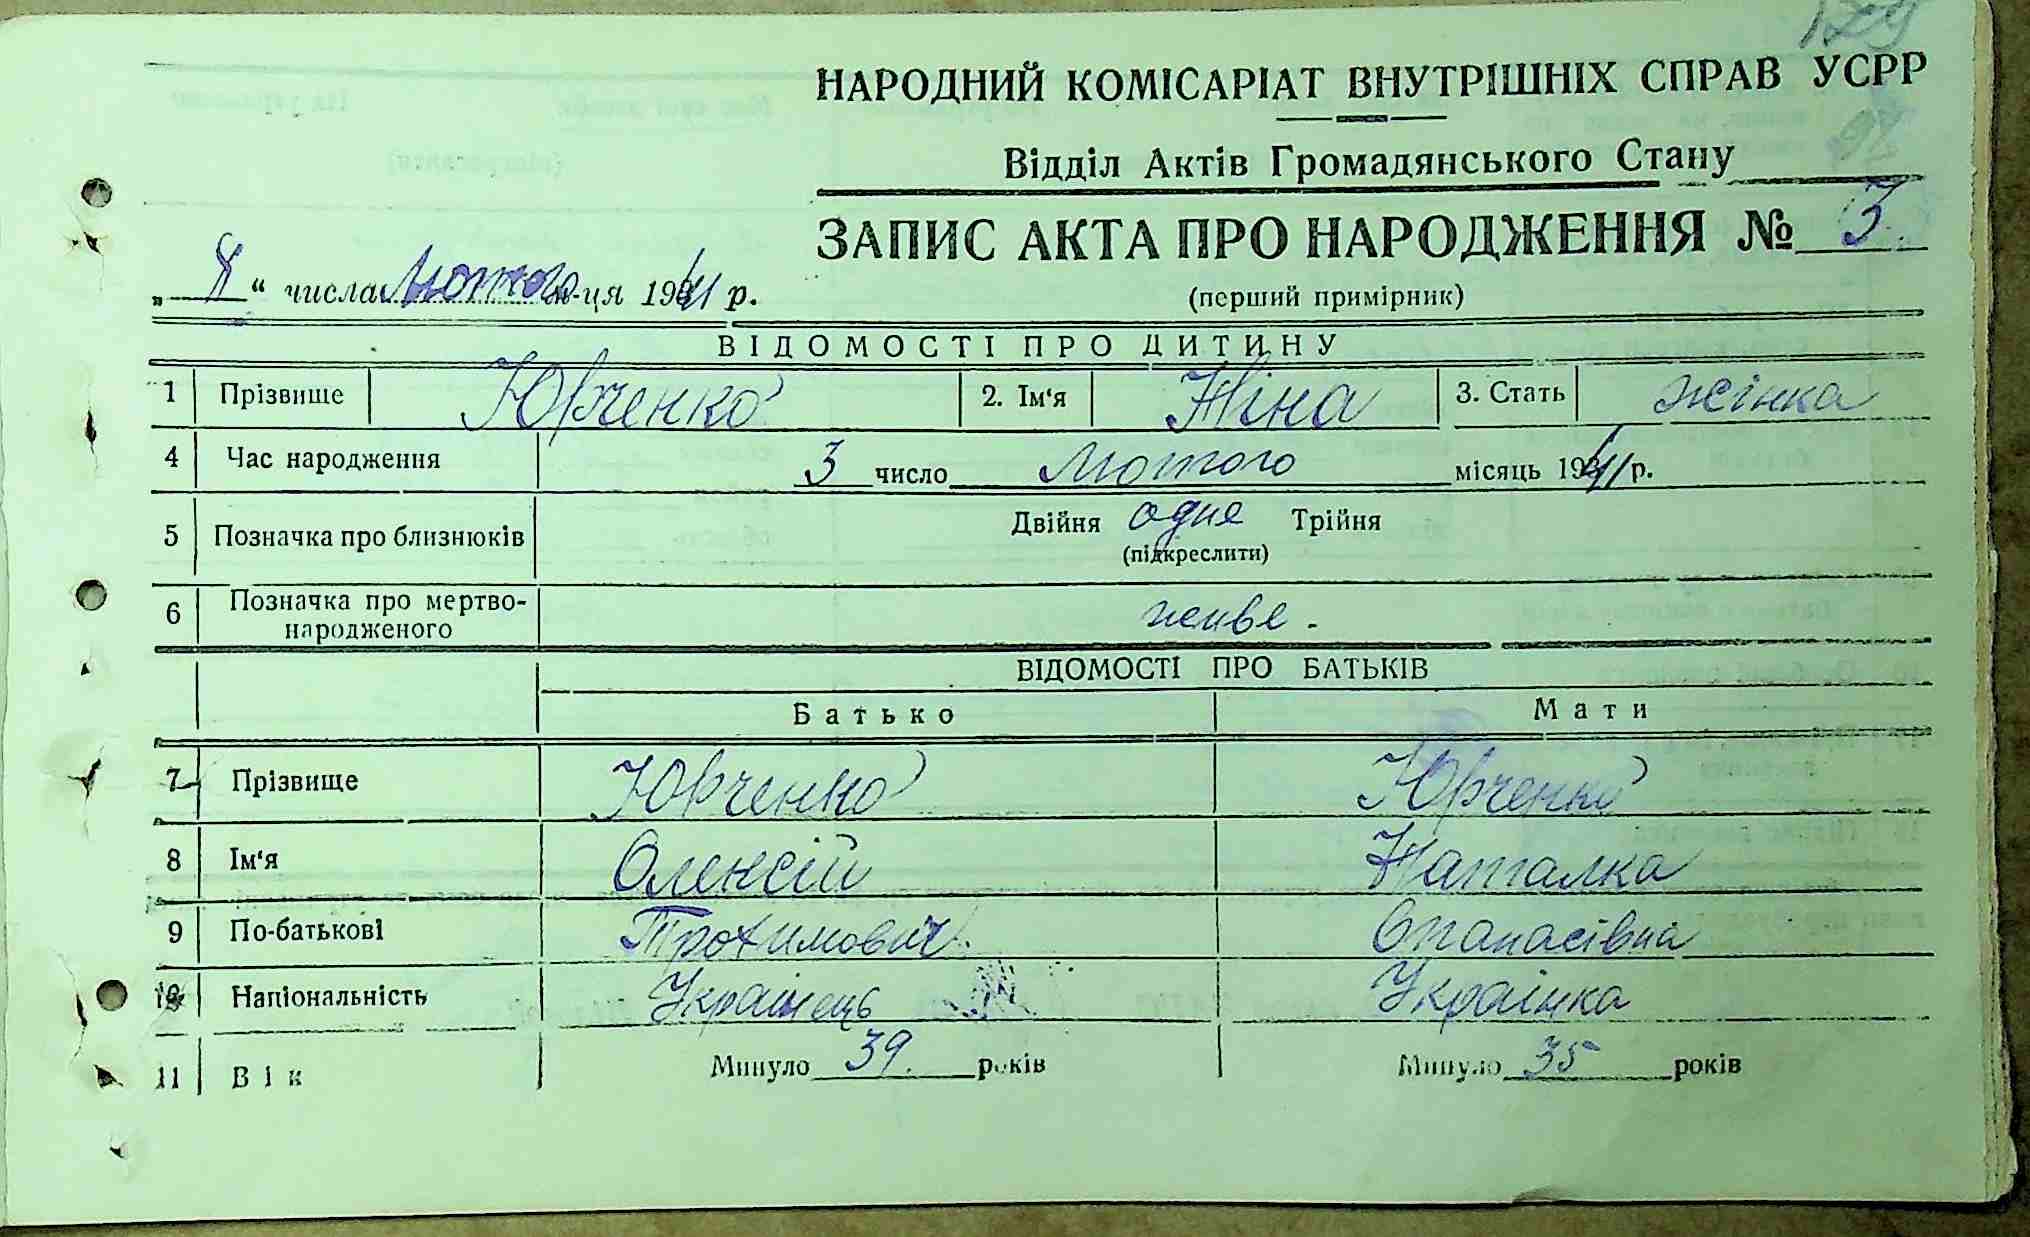 НАРОДНИЙ КОМІСАРІАТ ВНУТРІШНІХ СПРАВ УСРР
Відділ Актів Громадянського Стану
ЗАПИС АКТА ПРО НАРОДЖЕННЯ № 3.
числа Лютого м-ця 1941 р.
(перший примірник)
ВІДОМОСТІ ПРО ДИТИНУ
1 Прізвище Юрченко 2. Ім'я Ніна 3. Стать жінка
4 Час народження 3 число Лютого місяць 1941 р.
5 Позначка про близнюків Двійня одне Трійня
(підкреслити)
6 Позначка про мертво-
народженого живе.
ВІДОМОСТІ ПРО БАТЬКІВ
Батько Мати
7 Прізвище Юрченко Юрченко
8 Ім'я Олексій Наталка
9 По-батькові Трохимович Опанасівна
10 Національність Українець Українка
11 Вік Минуло 39. років Минуло 35 років